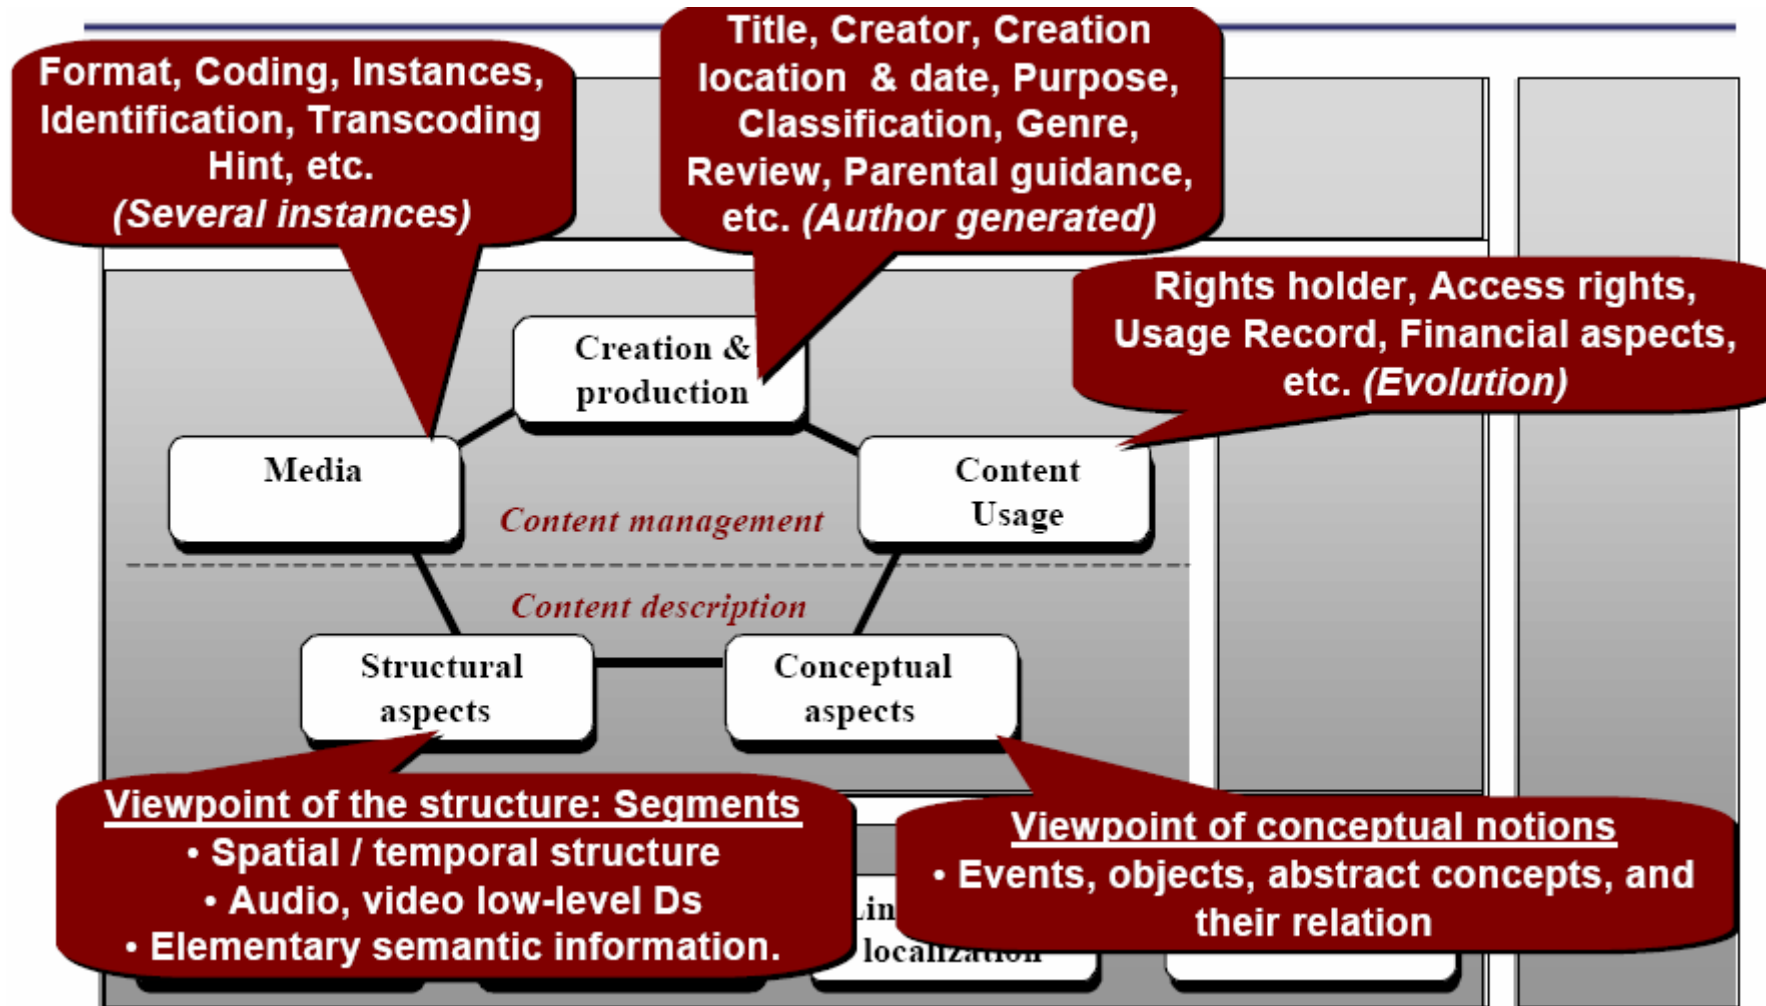 Format, Coding, Instances,
Identification, Transcoding
Hint, etc.
(Several instances)
Title, Creator, Creation
location & date, Purpose,
Classification, Genre,
Review, Parental guidance,
etc. (Author generated)
Rights holder, Access rights,
Usage Record, Financial aspects,
etc. (Evolution)
Creation &
production
Media
Content
Usage
Content management
Content description
Structural
aspects
Conceptual
aspects
Viewpoint of the structure: Segments
• Spatial / temporal structure
• Audio, video low-level Ds
• Elementary semantic information.
Viewpoint of conceptual notions
• Events, objects, abstract concepts, and
their relation
localization